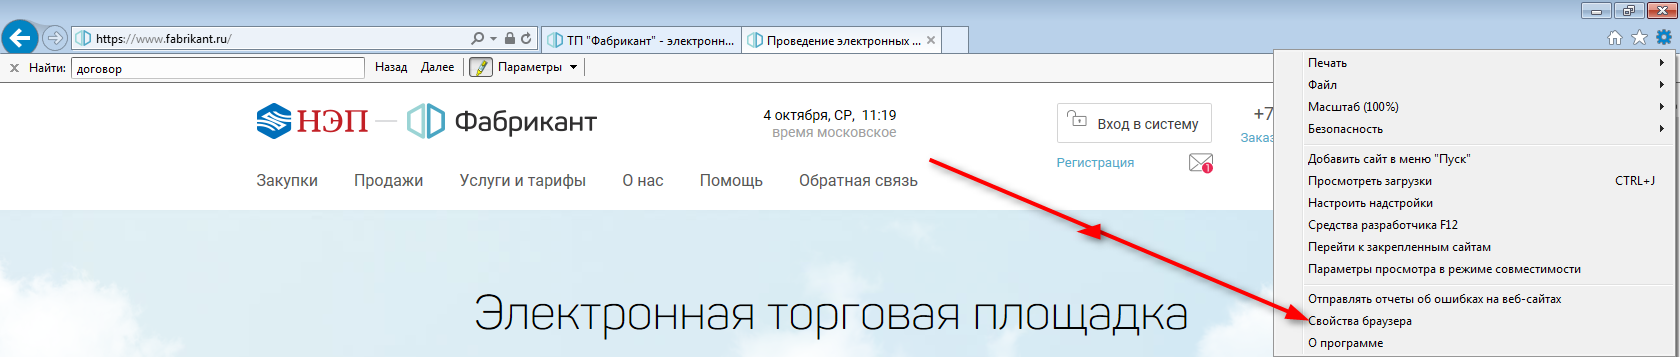 https://www.fabrikant.ru/
ТП "Фабрикант" - электронн...
Проведение электронных ...
Найти: договор Назад Далее Параметры
НЭП — Фабрикант
4 октября, СР, 11:19
время московское
Вход в систему
Регистрация
1
+7
Заказ
Закупки Продажи Услуги и тарифы О нас Помощь Обратная связь
Электронная торговая площадка
Печать
Файл
Масштаб (100%)
Безопасность
Добавить сайт в меню "Пуск"
Просмотреть загрузки CTRL+J
Настроить надстройки
Средства разработчика F12
Перейти к закрепленным сайтам
Параметры просмотра в режиме совместимости
Отправлять отчеты об ошибках на веб-сайтах
Свойства браузера
О программе